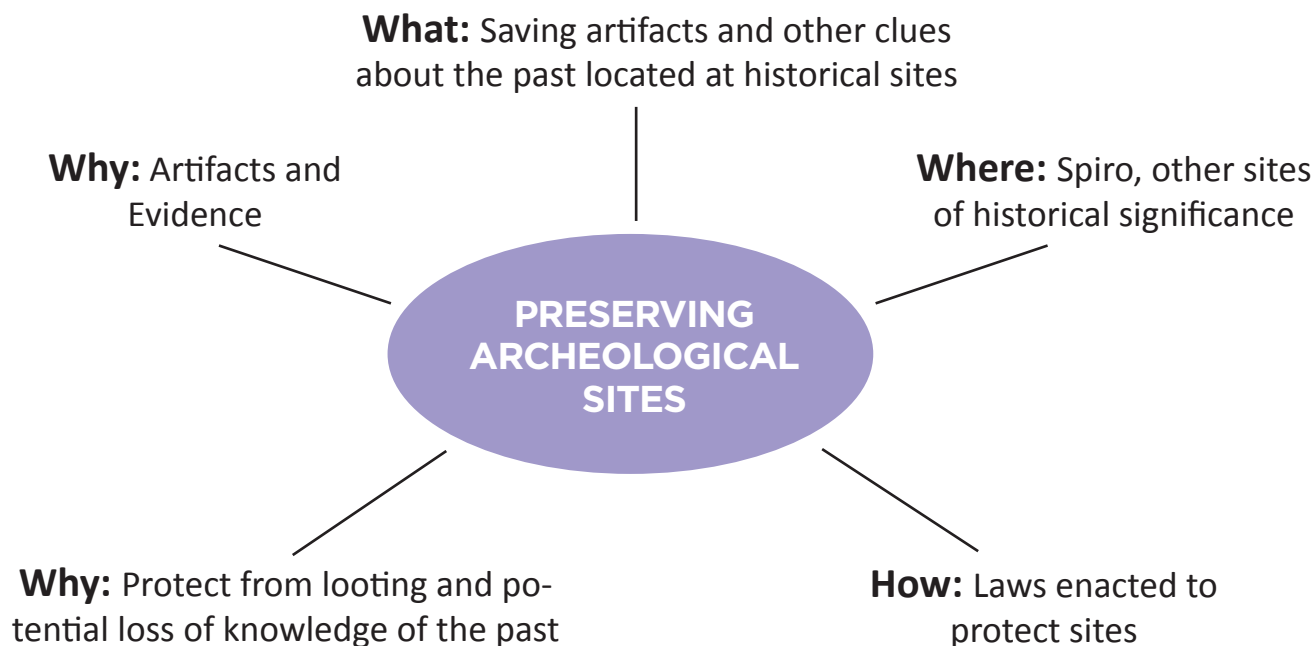 What: Saving artifacts and other clues
about the past located at historical sites
Why: Artifacts and
Evidence
Where: Spiro, other sites
of historical significance
PRESERVING
ARCHEOLOGICAL
SITES
Why: Protect from looting and po-
tential loss of knowledge of the past
How: Laws enacted to
protect sites